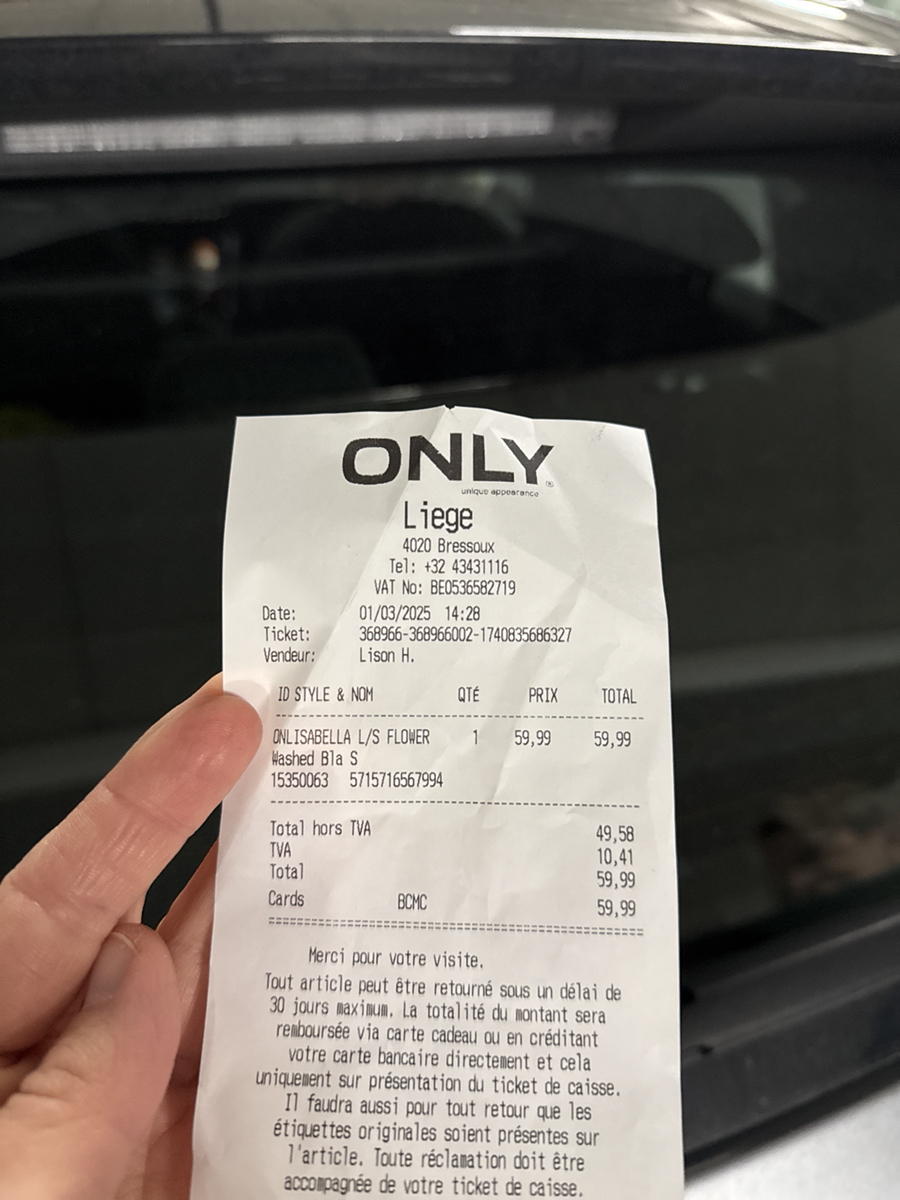 ONLY
unique appearance
Liege
4020 Bressoux
Tel: +32 43431116
VAT No: BE0536582719
Date: 01/03/2025 14:28
Ticket: 368966-368966002-1740835686327
Vendeur: Lison H.
ID STYLE & NOM QTÉ PRIX TOTAL
ONLISABELLA L/S FLOWER 1 59,99 59,99
Washed Bla S
15350063 5715716567994
Total hors TVA 49,58
TVA 10,41
Total 59,99
Cards BCMC 59,99
Merci pour votre visite.
Tout article peut être retourné sous un délai de
30 jours maximum. La totalité du montant sera
remboursée via carte cadeau ou en créditant
votre carte bancaire directement et cela
uniquement sur présentation du ticket de caisse.
Il faudra aussi pour tout retour que les
étiquettes originales soient présentes sur
l'article. Toute réclamation doit être
accompagnée de votre ticket de caisse.